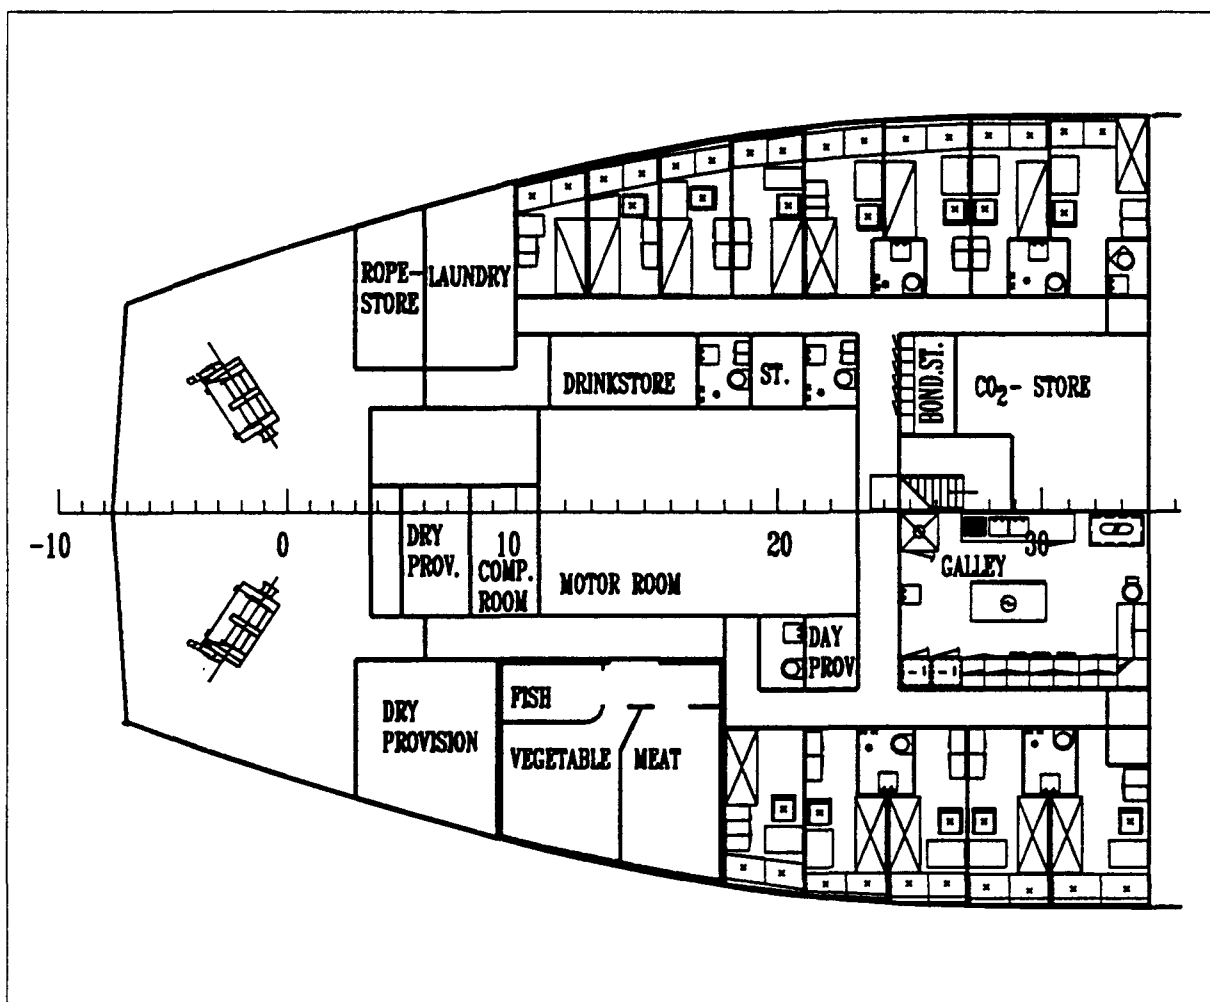 ROPE-
STORE
LAUNDRY
DRINKSTORE
ST.
BOND.ST.
CO2- STORE
-10
0
10
20
30
DRY
PROV.
COMP.
ROOM
MOTOR ROOM
GALLEY
DAY
PROV
DRY
PROVISION
FISH
VEGETABLE
MEAT